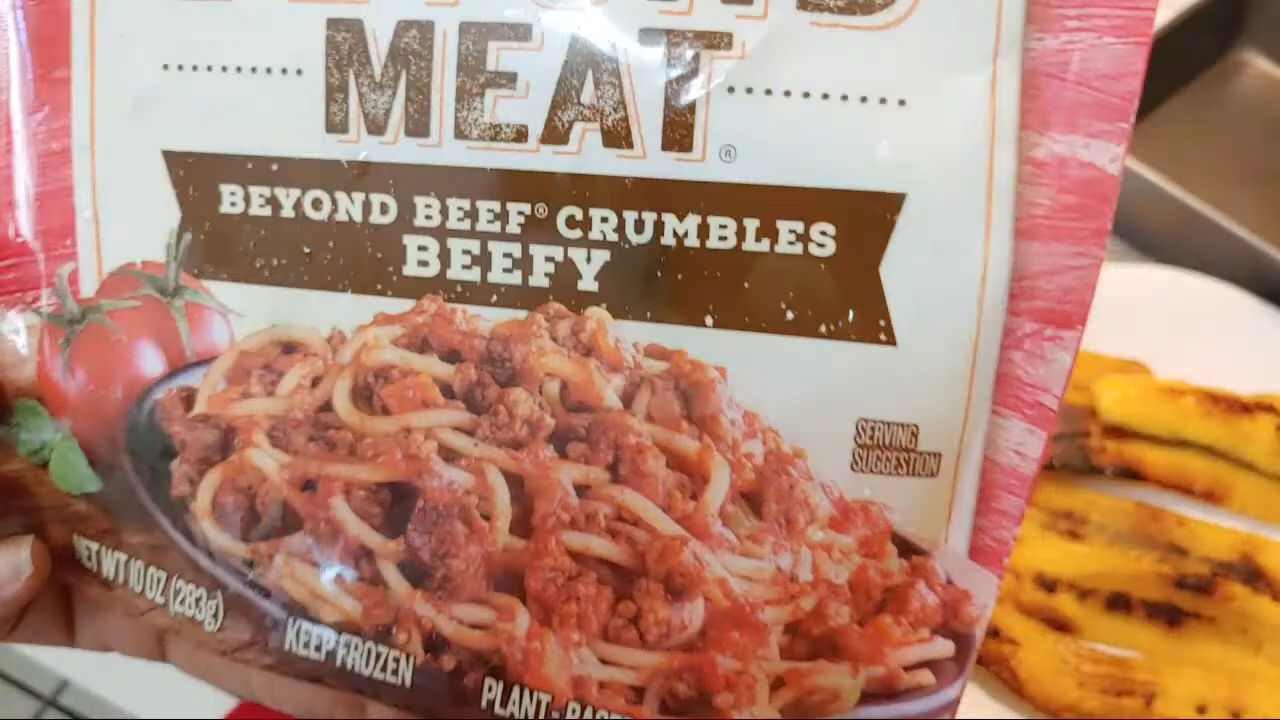 MEAT®
BEYOND BEEF® CRUMBLES
BEEFY
SERVING
SUGGESTION
NET WT 10 OZ (283g)
KEEP FROZEN